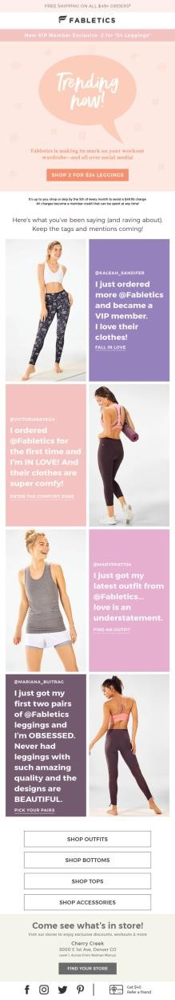 FREE SHIPPING ON ALL $49+ ORDERS*
FABLETICS
New VIP Member Exclusive: 2 for $24 Leggings*
Trending
now!
Fabletics is making its mark on your workout
wardrobe—and all over social media!
SHOP 2 FOR $24 LEGGINGS
It's up to you: shop or skip by the 5th of every month to avoid a $49.95 charge.
All charges become a member credit that can be spent at any time!
Here's what you've been saying (and raving about).
Keep the tags and mentions coming!
@KALEAH_SANDIFER
I just ordered
more @Fabletics
and became a
VIP member.
I love their
clothes!
FALL IN LOVE
@VICTORIASAYEGH
I ordered
@Fabletics for
the first time and
I'm IN LOVE! And
their clothes are
super comfy!
ENTER THE COMFORT ZONE
@MARYPRATT64
I just got my
latest outfit from
@Fabletics...
love is an
understatement.
FIND AN OUTFIT
@MARIANA_BUITRAG
I just got my
first two pairs
of @Fabletics
leggings and
I'm OBSESSED.
Never had
leggings with
such amazing
quality and the
designs are
BEAUTIFUL.
PICK YOUR PAIRS
SHOP OUTFITS
SHOP BOTTOMS
SHOP TOPS
SHOP ACCESSORIES
Come see what's in store!
Visit our stores to enjoy exclusive discounts, workouts & more
Cherry Creek
3000 E 1st Ave, Denver CO
Level 1, Across From Neiman Marcus
FIND YOUR STORE
Get $40
Refer a friend